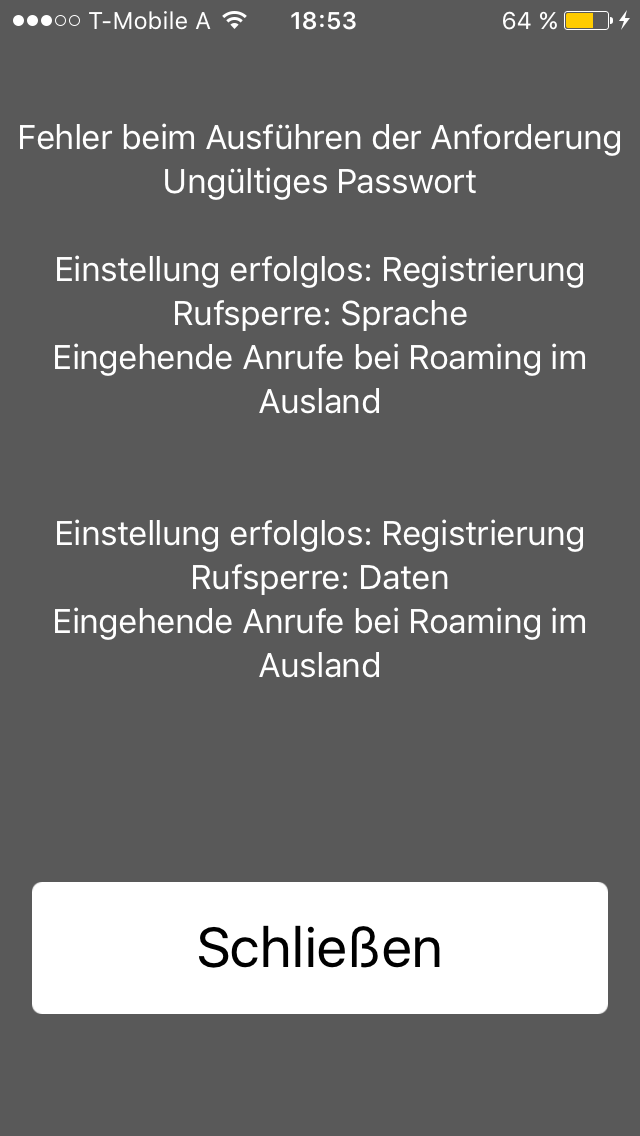 T-Mobile A 18:53 64 %
Fehler beim Ausführen der Anforderung
Ungültiges Passwort
Einstellung erfolglos: Registrierung
Rufsperre: Sprache
Eingehende Anrufe bei Roaming im
Ausland
Einstellung erfolglos: Registrierung
Rufsperre: Daten
Eingehende Anrufe bei Roaming im
Ausland
Schließen